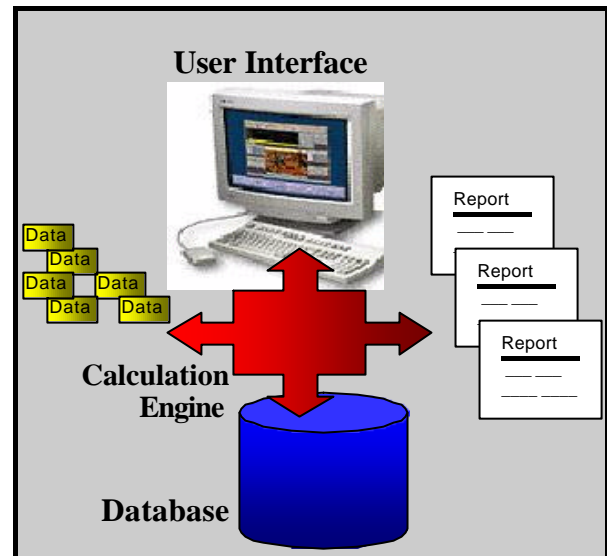 User Interface
Report
Data
Data
Report
Data
Data
Data
Data
Report
Calculation
Engine
Database